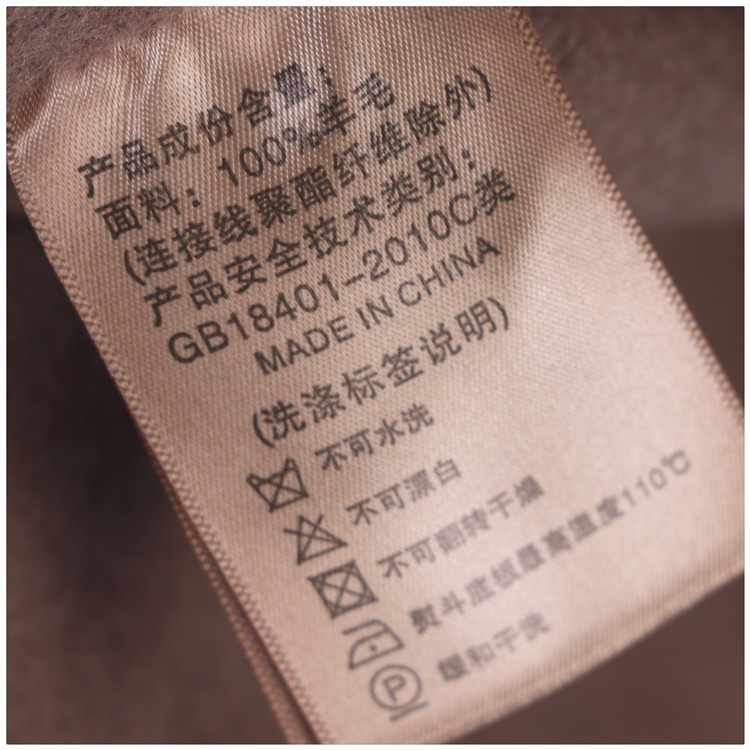 产品成份含量：
面料：100%羊毛
(连接线聚酯纤维除外)
产品安全技术类别：
GB18401-2010C类
MADE IN CHINA
(洗涤标签说明)
不可水洗
不可漂白
不可翻转干燥
熨斗底板最高温度110℃
P 缓和干洗